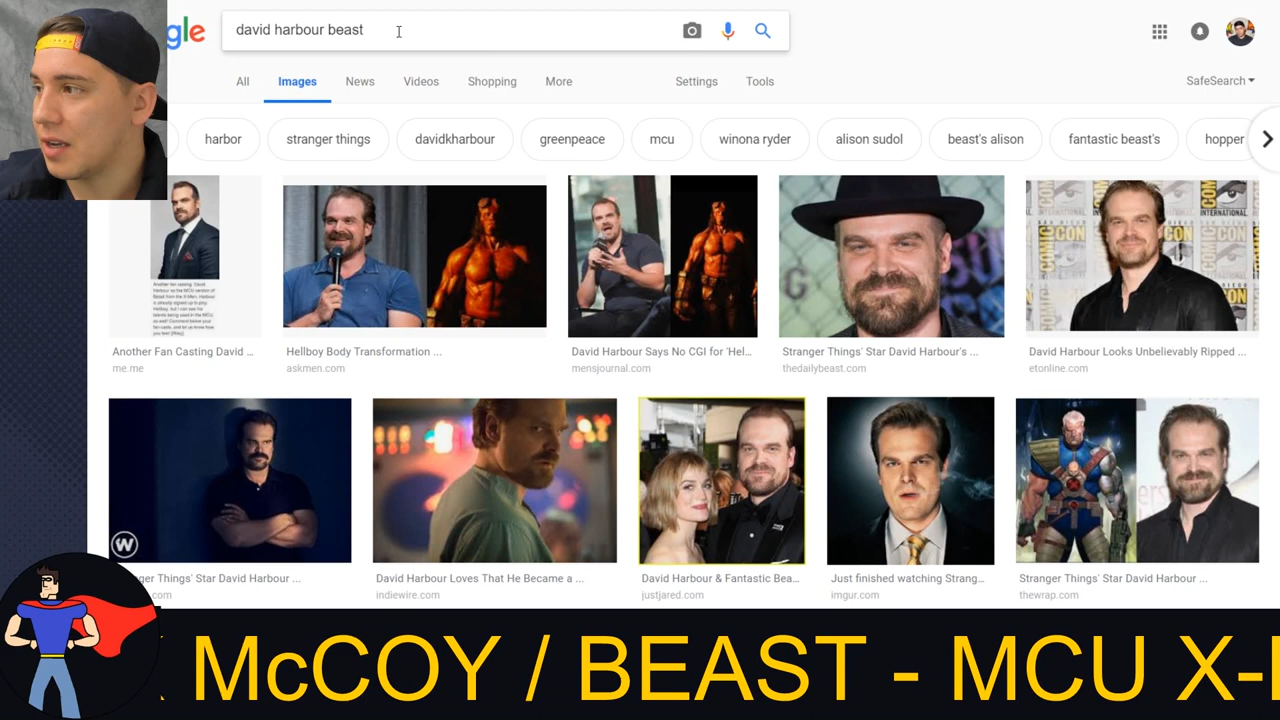 gle
david harbour beast
All Images News Videos Shopping More Settings Tools SafeSearch
harbor stranger things davidkharbour greenpeace mcu winona ryder alison sudol beast's alison fantastic beast's hopper
COMIC CON INTERNATIONAL
Another Fan Casting David ...
me.me
Hellboy Body Transformation ...
askmen.com
David Harbour Says No CGI for 'Hel...
mensjournal.com
Stranger Things' Star David Harbour's ...
thedailybeast.com
David Harbour Looks Unbelievably Ripped ...
etonline.com
W
ger Things' Star David Harbour ...
.com
David Harbour Loves That He Became a ...
indiewire.com
David Harbour & Fantastic Bea...
justjared.com
Just finished watching Strang...
imgur.com
Stranger Things' Star David Harbour ...
thewrap.com
McCOY / BEAST - MCU X-